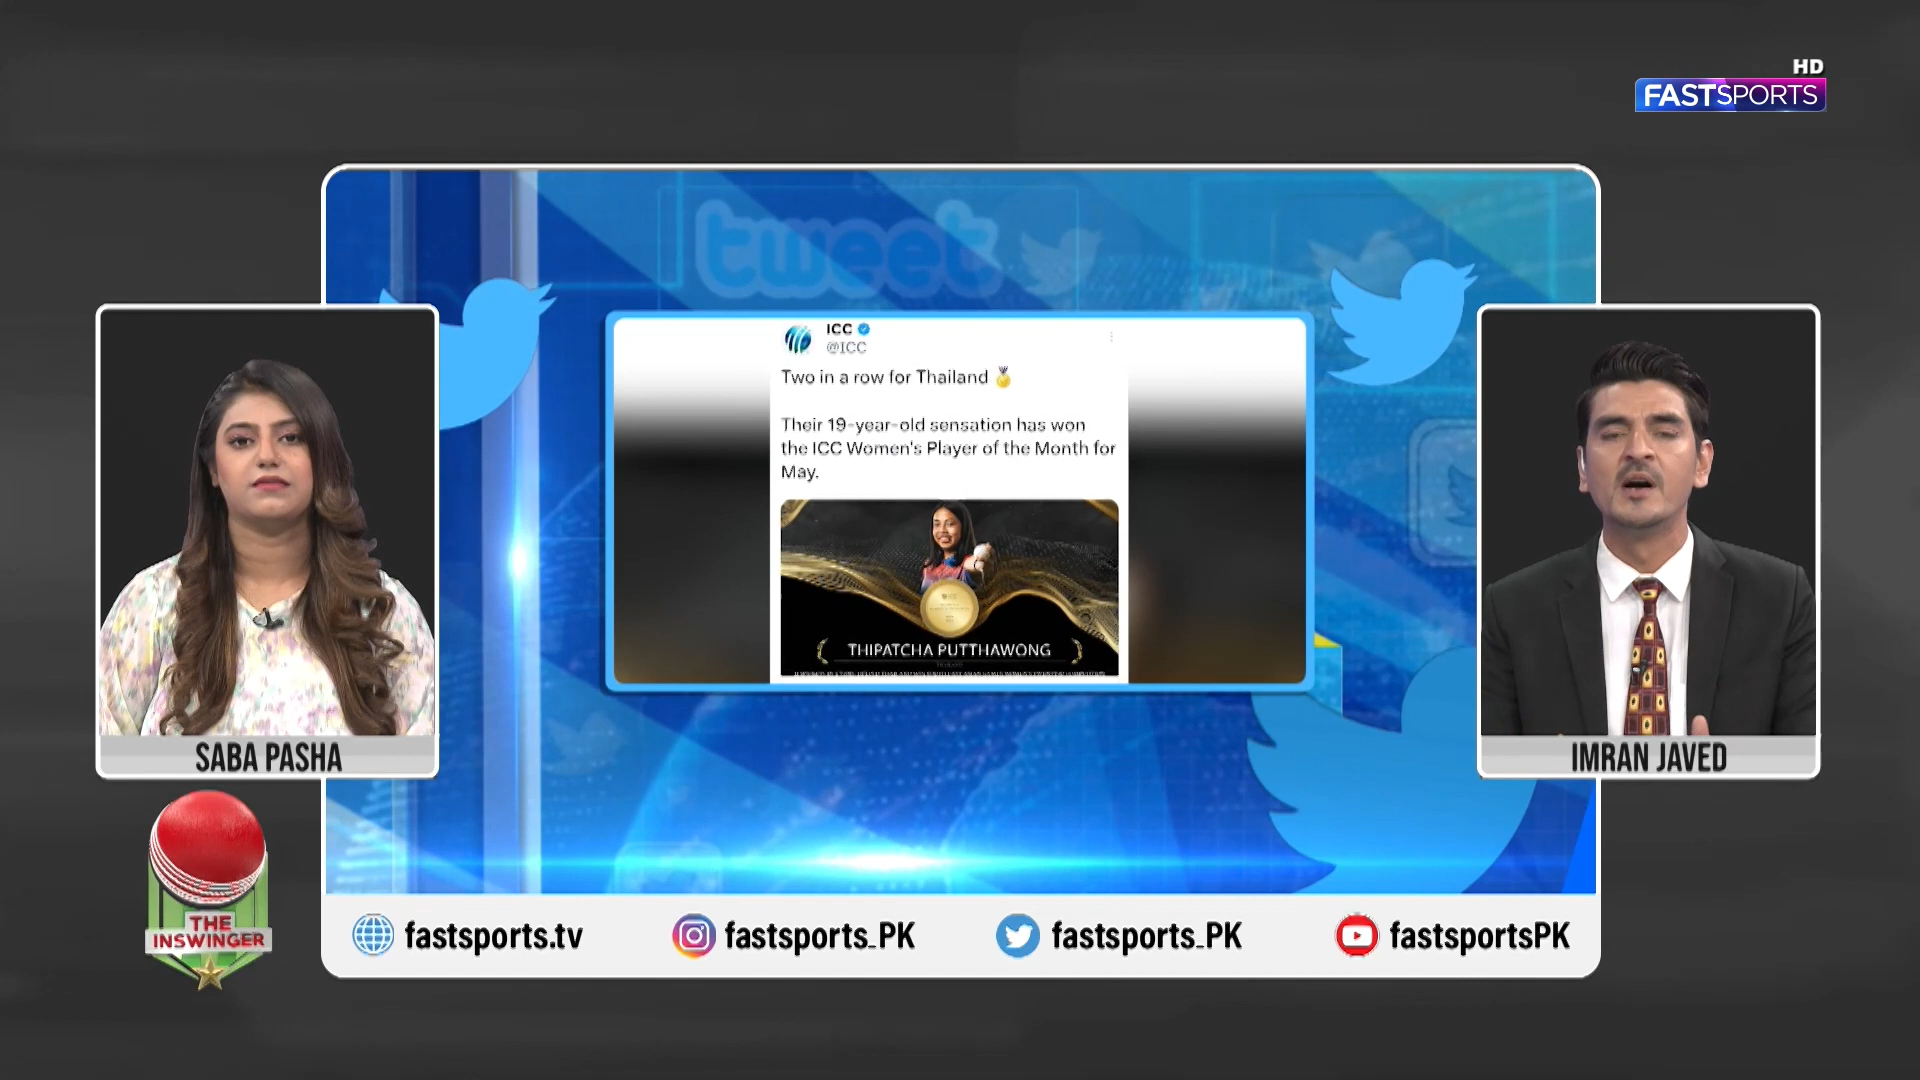 HD
FASTSPORTS
tweet
ICC
@ICC
Two in a row for Thailand 🏅
Their 19-year-old sensation has won
the ICC Women's Player of the Month for
May.
THIPATCHA PUTTHAWONG
SABA PASHA
IMRAN JAVED
THE
INSWINGER
fastsports.tv
fastsports_PK
fastsports_PK
fastsportsPK